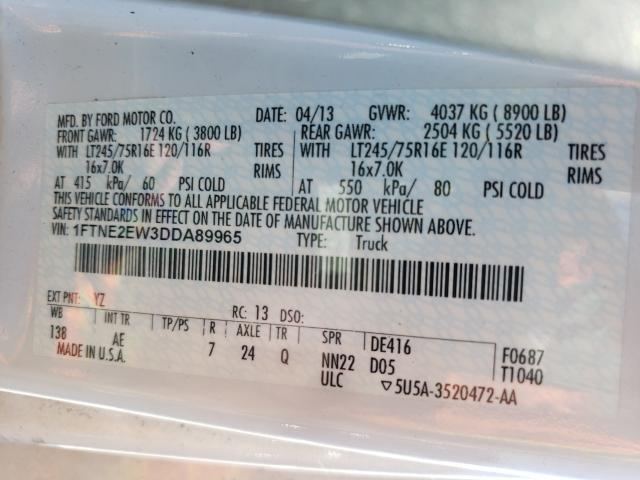 MFD. BY FORD MOTOR CO. DATE: 04/13 GVWR: 4037 KG ( 8900 LB)
FRONT GAWR: 1724 KG ( 3800 LB) REAR GAWR: 2504 KG ( 5520 LB)
WITH LT245/75R16E 120/116R TIRES WITH LT245/75R16E 120/116R TIRES
16x7.0K RIMS 16x7.0K RIMS
AT 415 kPa/ 60 PSI COLD AT 550 kPa/ 80 PSI COLD
THIS VEHICLE CONFORMS TO ALL APPLICABLE FEDERAL MOTOR VEHICLE
SAFETY STANDARDS IN EFFECT ON THE DATE OF MANUFACTURE SHOWN ABOVE.
VIN: 1FTNE2EW3DDA89965 TYPE: Truck
EXT PNT: YZ RC: 13 DSO:
WB INT TR TP/PS R AXLE TR SPR DE416 F0687
138 AE 7 24 Q NN22 D05 T1040
MADE IN U.S.A. ULC ▽5U5A-3520472-AA